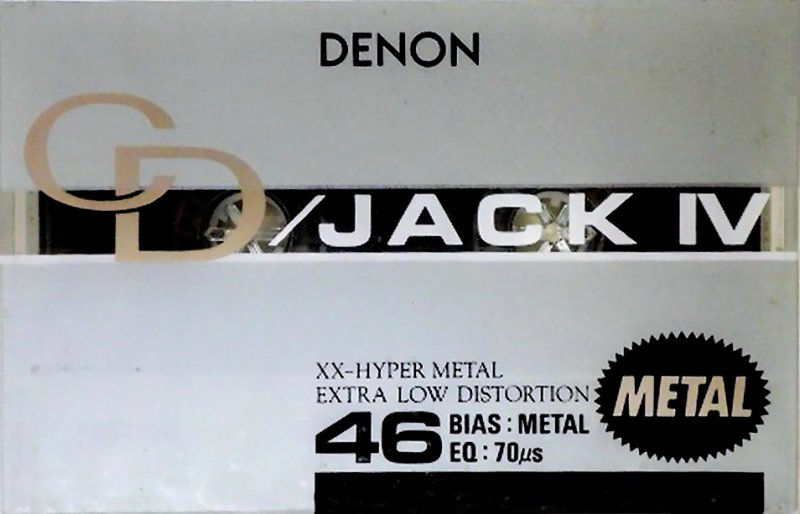 DENON
CD/JACK IV
XX-HYPER METAL
EXTRA LOW DISTORTION
METAL
46
BIAS : METAL
EQ : 70μs